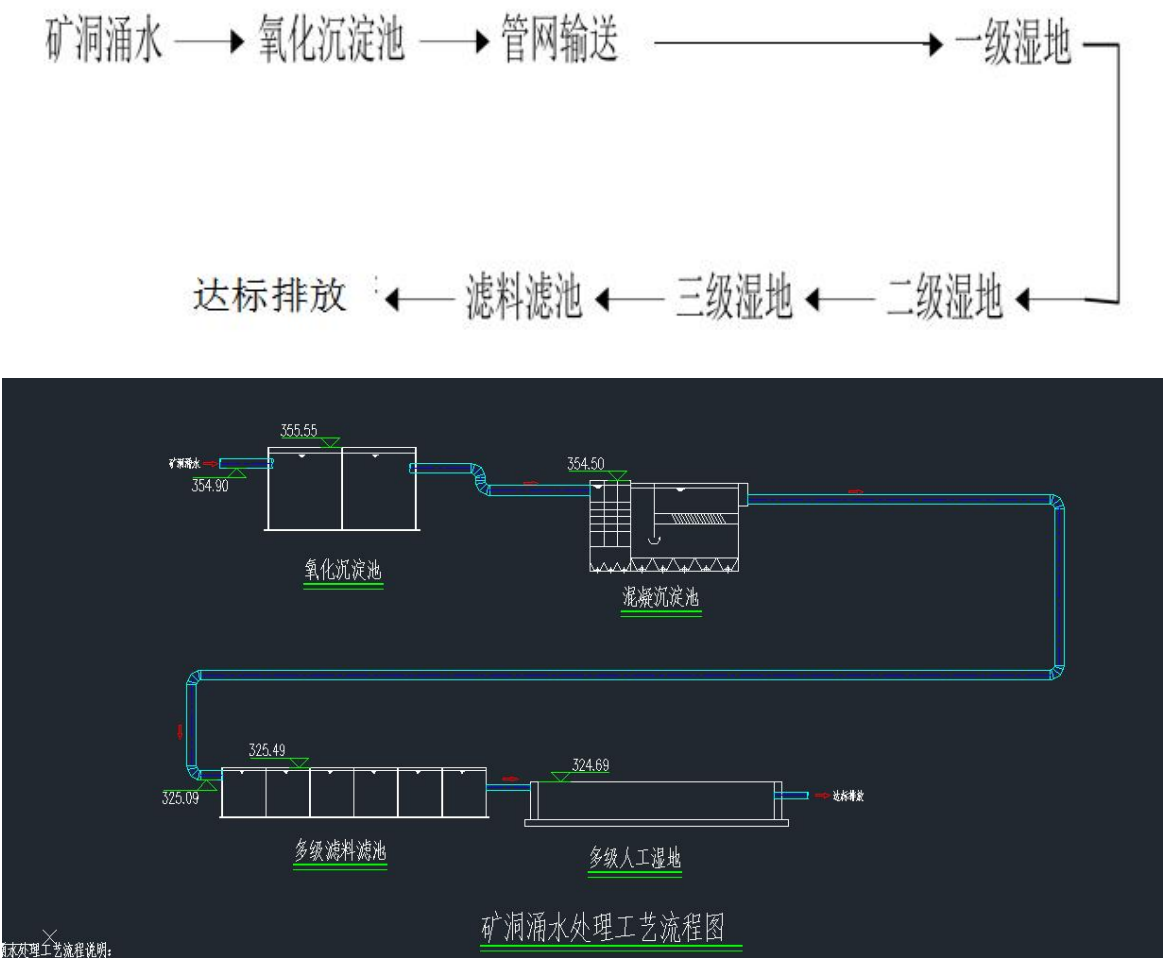 矿洞涌水 氧化沉淀池 管网输送 一级湿地
达标排放 滤料滤池 三级湿地 二级湿地
355.55
矿洞涌水
354.90
354.50
氧化沉淀池
混凝沉淀池
325.49
324.69
325.09
达标排放
多级滤料滤池
多级人工湿地
矿洞涌水处理工艺流程图
水处理工艺流程说明: